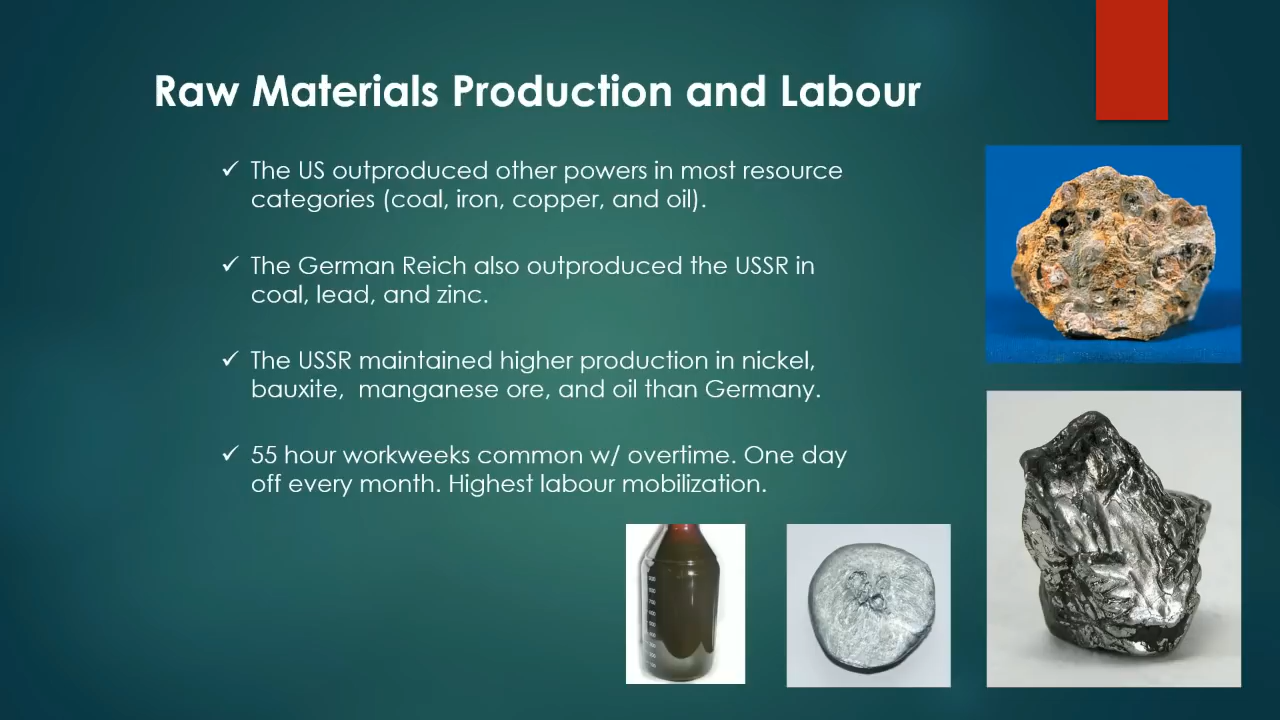 Raw Materials Production and Labour
✓ The US outproduced other powers in most resource
categories (coal, iron, copper, and oil).
✓ The German Reich also outproduced the USSR in
coal, lead, and zinc.
✓ The USSR maintained higher production in nickel,
bauxite,  manganese ore, and oil than Germany.
✓ 55 hour workweeks common w/ overtime. One day
off every month. Highest labour mobilization.